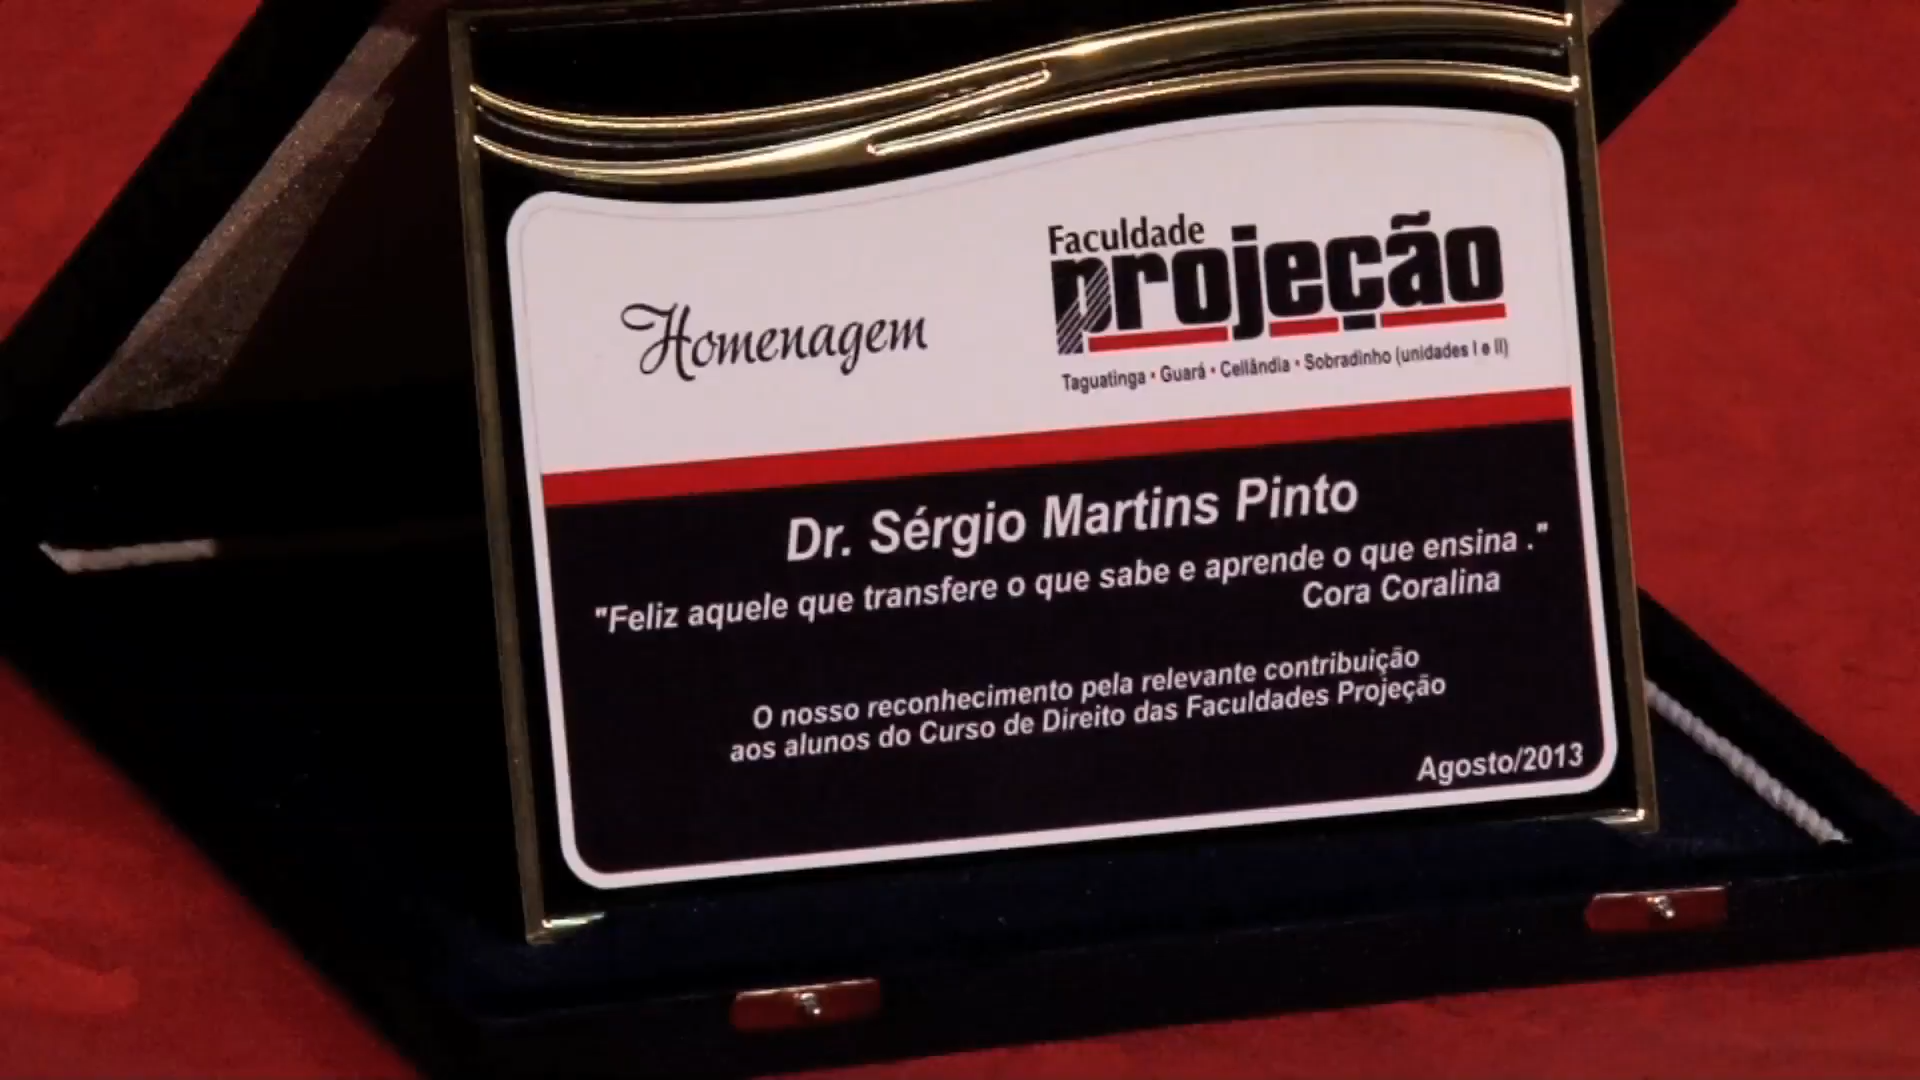 Homenagem
Faculdade
projeção
Taguatinga • Guará • Ceilândia • Sobradinho (unidades I e II)
Dr. Sérgio Martins Pinto
"Feliz aquele que transfere o que sabe e aprende o que ensina ."
Cora Coralina
O nosso reconhecimento pela relevante contribuição
aos alunos do Curso de Direito das Faculdades Projeção
Agosto/2013